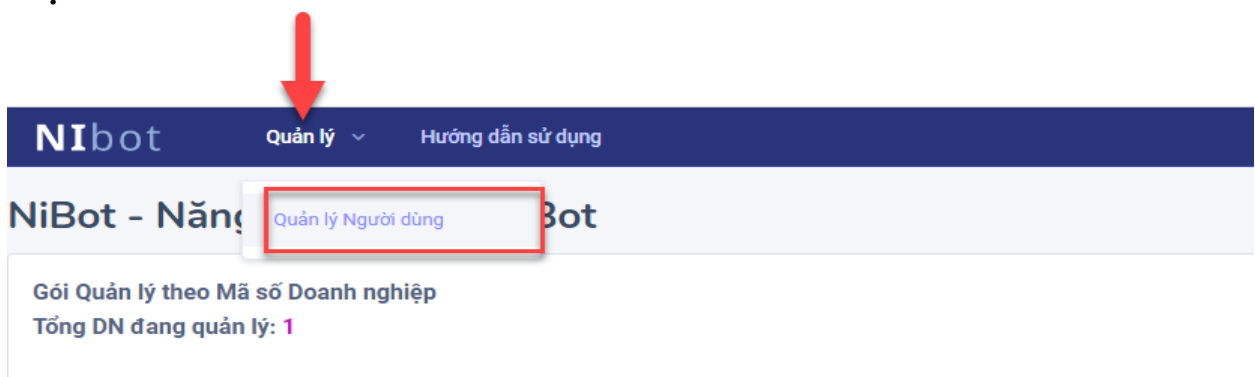 NIbot Quản lý Hướng dẫn sử dụng
NiBot - Năng
Quản lý Người dùng
Gói Quản lý theo Mã số Doanh nghiệp
Tổng DN đang quản lý: 1